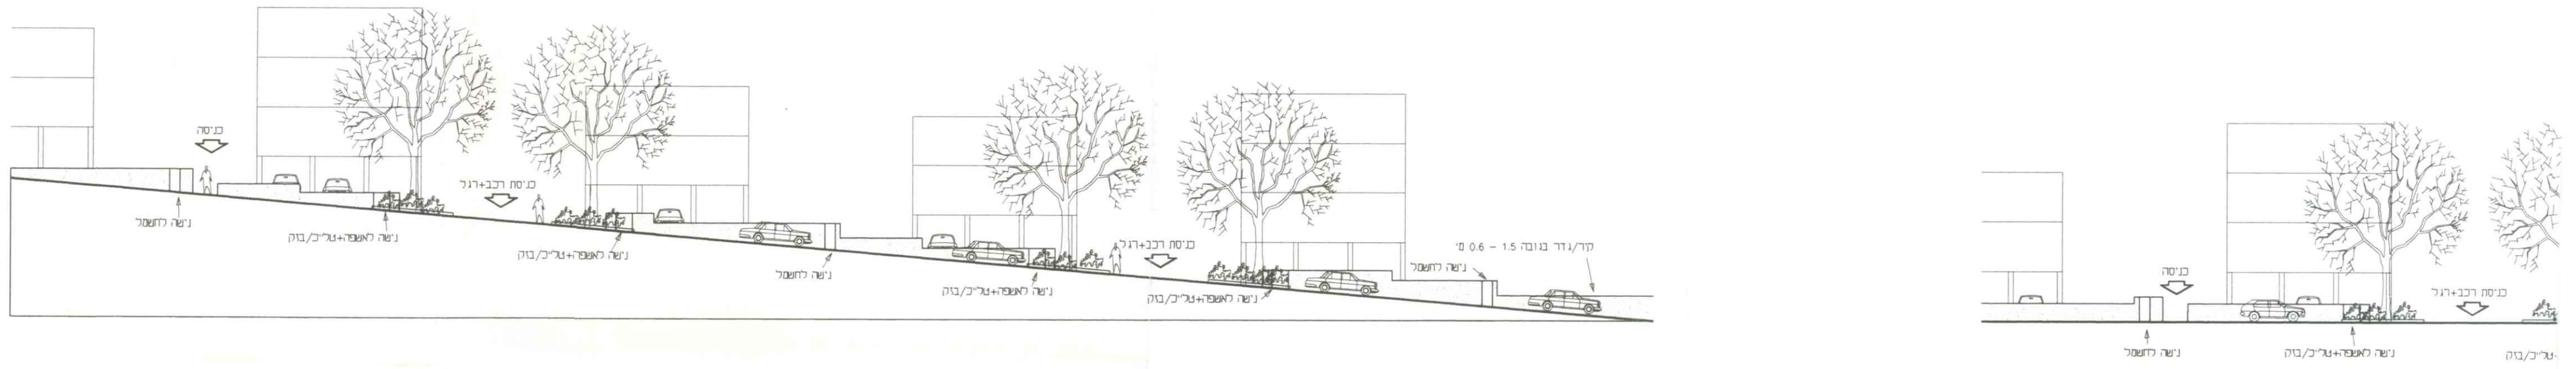 כניסה
נישה לחשמל
נישה לאשפה+טל"כ/בזק
כניסת רכב+רגל
נישה לאשפה+טל"כ/בזק
נישה לחשמל
נישה לאשפה+טל"כ/בזק
כניסת רכב+רגל
נישה לאשפה+טל"כ/בזק
נישה לחשמל
קיר/גדר בגובה 1.5 – 0.6 מ'
כניסה
נישה לחשמל
נישה לאשפה+טל"כ/בזק
כניסת רכב+רגל
טל"כ/בזק